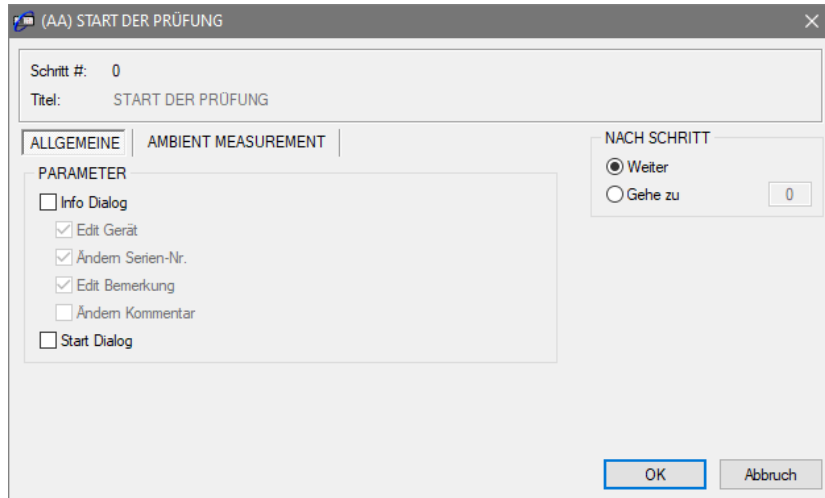 (AA) START DER PRÜFUNG
Schritt #: 0
Titel: START DER PRÜFUNG
ALLGEMEINE AMBIENT MEASUREMENT
PARAMETER
Info Dialog
Edit Gerät
Ändern Serien-Nr.
Edit Bemerkung
Ändern Kommentar
Start Dialog
NACH SCHRITT
Weiter
Gehe zu 0
OK Abbruch